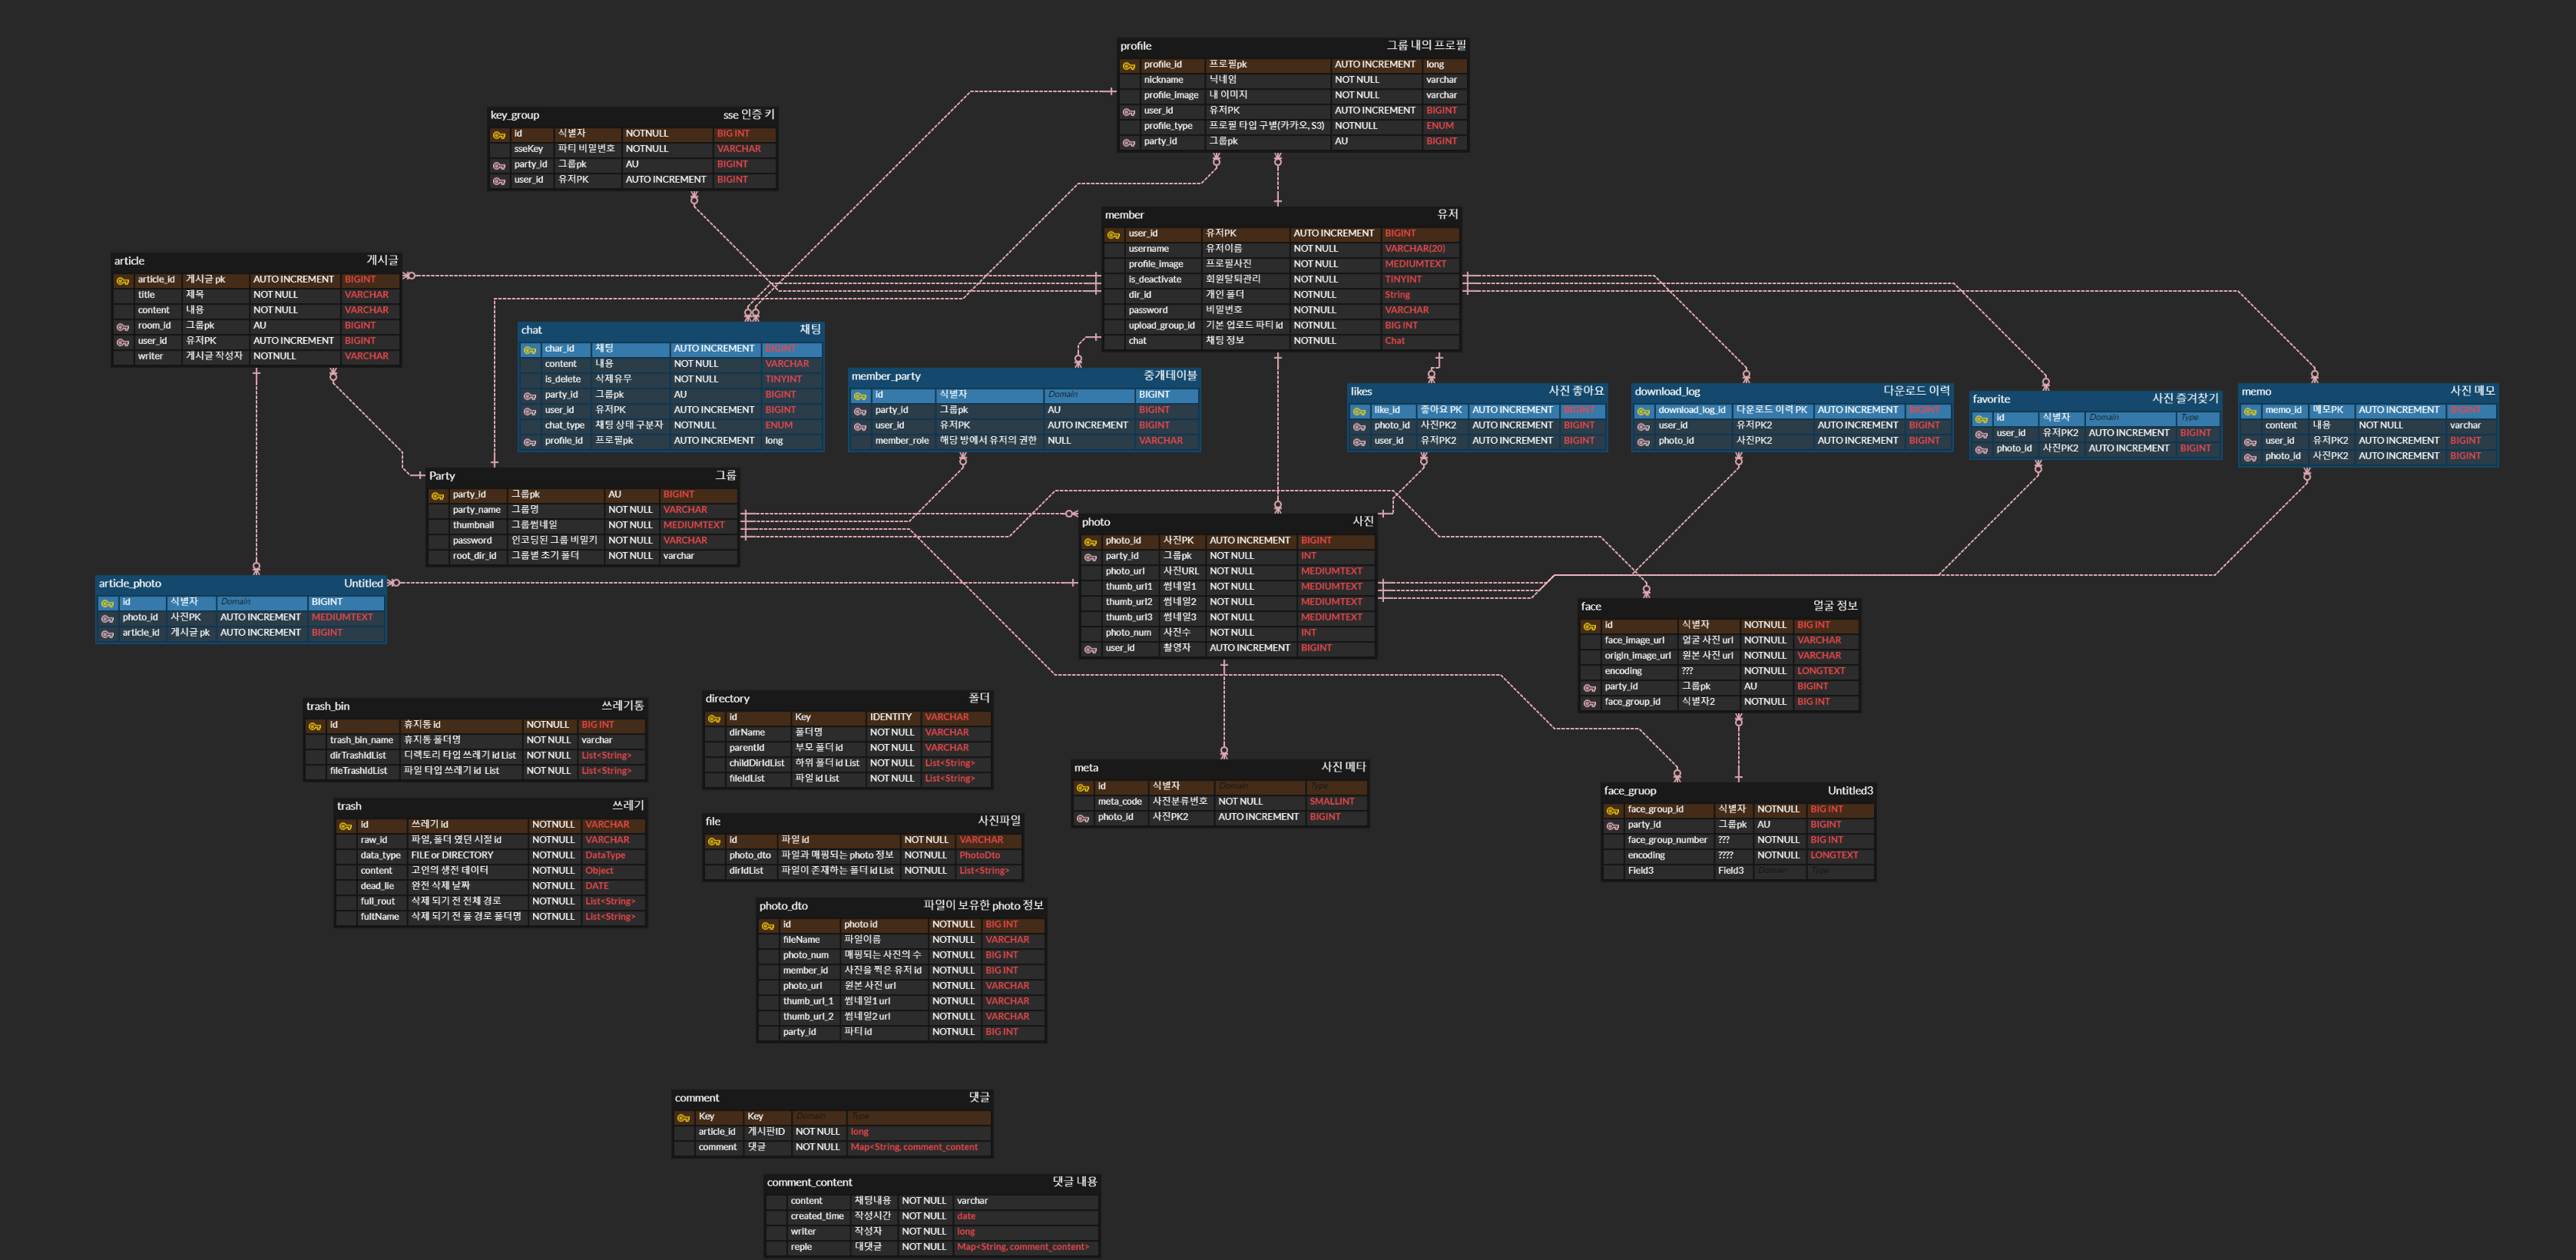 profile 그룹 내의 프로필
profile_id 프로필pk AUTO INCREMENT long
nickname 닉네임 NOT NULL varchar
profile_image 내 이미지 NOT NULL varchar
user_id 유저PK AUTO INCREMENT BIGINT
profile_type 프로필 타입 구별(카카오, S3) NOTNULL ENUM
party_id 그룹pk AU BIGINT
key_group sse 인증 키
id 식별자 NOTNULL BIG INT
sseKey 파티 비밀번호 NOTNULL VARCHAR
party_id 그룹pk AU BIGINT
user_id 유저PK AUTO INCREMENT BIGINT
member 유저
user_id 유저PK AUTO INCREMENT BIGINT
username 유저이름 NOT NULL VARCHAR(20)
profile_image 프로필사진 NOT NULL MEDIUMTEXT
is_deactivate 회원탈퇴관리 NOT NULL TINYINT
dir_id 개인 폴더 NOTNULL String
password 비밀번호 NOTNULL VARCHAR
upload_group_id 기본 업로드 파티 id NOTNULL BIG INT
chat 채팅 정보 NOTNULL Chat
article 게시글
article_id 게시글 pk AUTO INCREMENT BIGINT
title 제목 NOT NULL VARCHAR
content 내용 NOT NULL VARCHAR
room_id 그룹pk AU BIGINT
user_id 유저PK AUTO INCREMENT BIGINT
writer 게시글 작성자 NOTNULL VARCHAR
chat 채팅
char_id 채팅 AUTO INCREMENT BIGINT
content 내용 NOT NULL VARCHAR
is_delete 삭제유무 NOT NULL TINYINT
party_id 그룹pk AU BIGINT
user_id 유저PK AUTO INCREMENT BIGINT
chat_type 채팅 상태 구분자 NOTNULL ENUM
profile_id 프로필pk AUTO INCREMENT long
member_party 중개테이블
id 식별자 Domain BIGINT
party_id 그룹pk AU BIGINT
user_id 유저PK AUTO INCREMENT BIGINT
member_role 해당 방에서 유저의 권한 NULL VARCHAR
likes 사진 좋아요
like_id 좋아요 PK AUTO INCREMENT BIGINT
photo_id 사진PK2 AUTO INCREMENT BIGINT
user_id 유저PK2 AUTO INCREMENT BIGINT
download_log 다운로드 이력
download_log_id 다운로드 이력 PK AUTO INCREMENT BIGINT
user_id 유저PK2 AUTO INCREMENT BIGINT
photo_id 사진PK2 AUTO INCREMENT BIGINT
favorite 사진 즐겨찾기
id 식별자 Domain Type
user_id 유저PK2 AUTO INCREMENT BIGINT
photo_id 사진PK2 AUTO INCREMENT BIGINT
memo 사진 메모
memo_id 메모PK AUTO INCREMENT BIGINT
content 내용 NOT NULL varchar
user_id 유저PK2 AUTO INCREMENT BIGINT
photo_id 사진PK2 AUTO INCREMENT BIGINT
Party 그룹
party_id 그룹pk AU BIGINT
party_name 그룹명 NOT NULL VARCHAR
thumbnail 그룹썸네일 NOT NULL MEDIUMTEXT
password 인코딩된 그룹 비밀키 NOT NULL VARCHAR
root_dir_id 그룹별 초기 폴더 NOT NULL varchar
photo 사진
photo_id 사진PK AUTO INCREMENT BIGINT
party_id 그룹pk NOT NULL INT
photo_url 사진URL NOT NULL MEDIUMTEXT
thumb_url1 썸네일1 NOT NULL MEDIUMTEXT
thumb_url2 썸네일2 NOT NULL MEDIUMTEXT
thumb_url3 썸네일3 NOT NULL MEDIUMTEXT
photo_num 사진수 NOT NULL INT
user_id 촬영자 AUTO INCREMENT BIGINT
article_photo Untitled
id 식별자 Domain BIGINT
photo_id 사진PK AUTO INCREMENT MEDIUMTEXT
article_id 게시글 pk AUTO INCREMENT BIGINT
face 얼굴 정보
id 식별자 NOTNULL BIG INT
face_image_url 얼굴 사진 url NOTNULL VARCHAR
origin_image_url 원본 사진 url NOTNULL VARCHAR
encoding ??? NOTNULL LONGTEXT
party_id 그룹pk AU BIGINT
face_group_id 식별자2 NOTNULL BIG INT
trash_bin 쓰레기통
id 휴지통 id NOTNULL BIG INT
trash_bin_name 휴지통 폴더명 NOT NULL varchar
dirTrashIdList 디렉토리 타입 쓰레기 id List NOT NULL List<String>
fileTrashIdList 파일 타입 쓰레기 id List NOT NULL List<String>
directory 폴더
id Key IDENTITY VARCHAR
dirName 폴더명 NOT NULL VARCHAR
parentId 부모 폴더 id NOT NULL VARCHAR
childDirIdList 하위 폴더 id List NOT NULL List<String>
fileIdList 파일 id List NOT NULL List<String>
meta 사진 메타
id 식별자 Domain Type
meta_code 사진분류번호 NOT NULL SMALLINT
photo_id 사진PK2 AUTO INCREMENT BIGINT
face_gruop Untitled3
face_group_id 식별자 NOTNULL BIG INT
party_id 그룹pk AU BIGINT
face_group_number ??? NOTNULL BIG INT
encoding ???? NOTNULL LONGTEXT
Field3 Field3 Domain Type
trash 쓰레기
id 쓰레기 id NOTNULL VARCHAR
raw_id 파일, 폴더 였던 시절 id NOTNULL VARCHAR
data_type FILE or DIRECTORY NOTNULL DataType
content 고인의 생전 데이터 NOTNULL Object
dead_lie 완전 삭제 날짜 NOTNULL DATE
full_rout 삭제 되기 전 전체 경로 NOTNULL List<String>
fultName 삭제 되기 전 풀 경로 폴더명 NOTNULL List<String>
file 사진파일
id 파일 id NOT NULL VARCHAR
photo_dto 파일과 매핑되는 photo 정보 NOTNULL PhotoDto
dirIdList 파일이 존재하는 폴더 id List NOTNULL List<String>
photo_dto 파일이 보유한 photo 정보
id photo id NOTNULL BIG INT
fileName 파일이름 NOTNULL VARCHAR
photo_num 매핑되는 사진의 수 NOTNULL BIG INT
member_id 사진을 찍은 유저 id NOTNULL BIG INT
photo_url 원본 사진 url NOTNULL VARCHAR
thumb_url_1 썸네일1 url NOTNULL VARCHAR
thumb_url_2 썸네일2 url NOTNULL VARCHAR
party_id 파티 id NOTNULL BIG INT
comment 댓글
Key Key Domain Type
article_id 게시판ID NOT NULL long
comment 댓글 NOT NULL Map<String, comment_content
comment_content 댓글 내용
content 채팅내용 NOT NULL varchar
created_time 작성시간 NOT NULL date
writer 작성자 NOT NULL long
reple 대댓글 NOT NULL Map<String, comment_content>